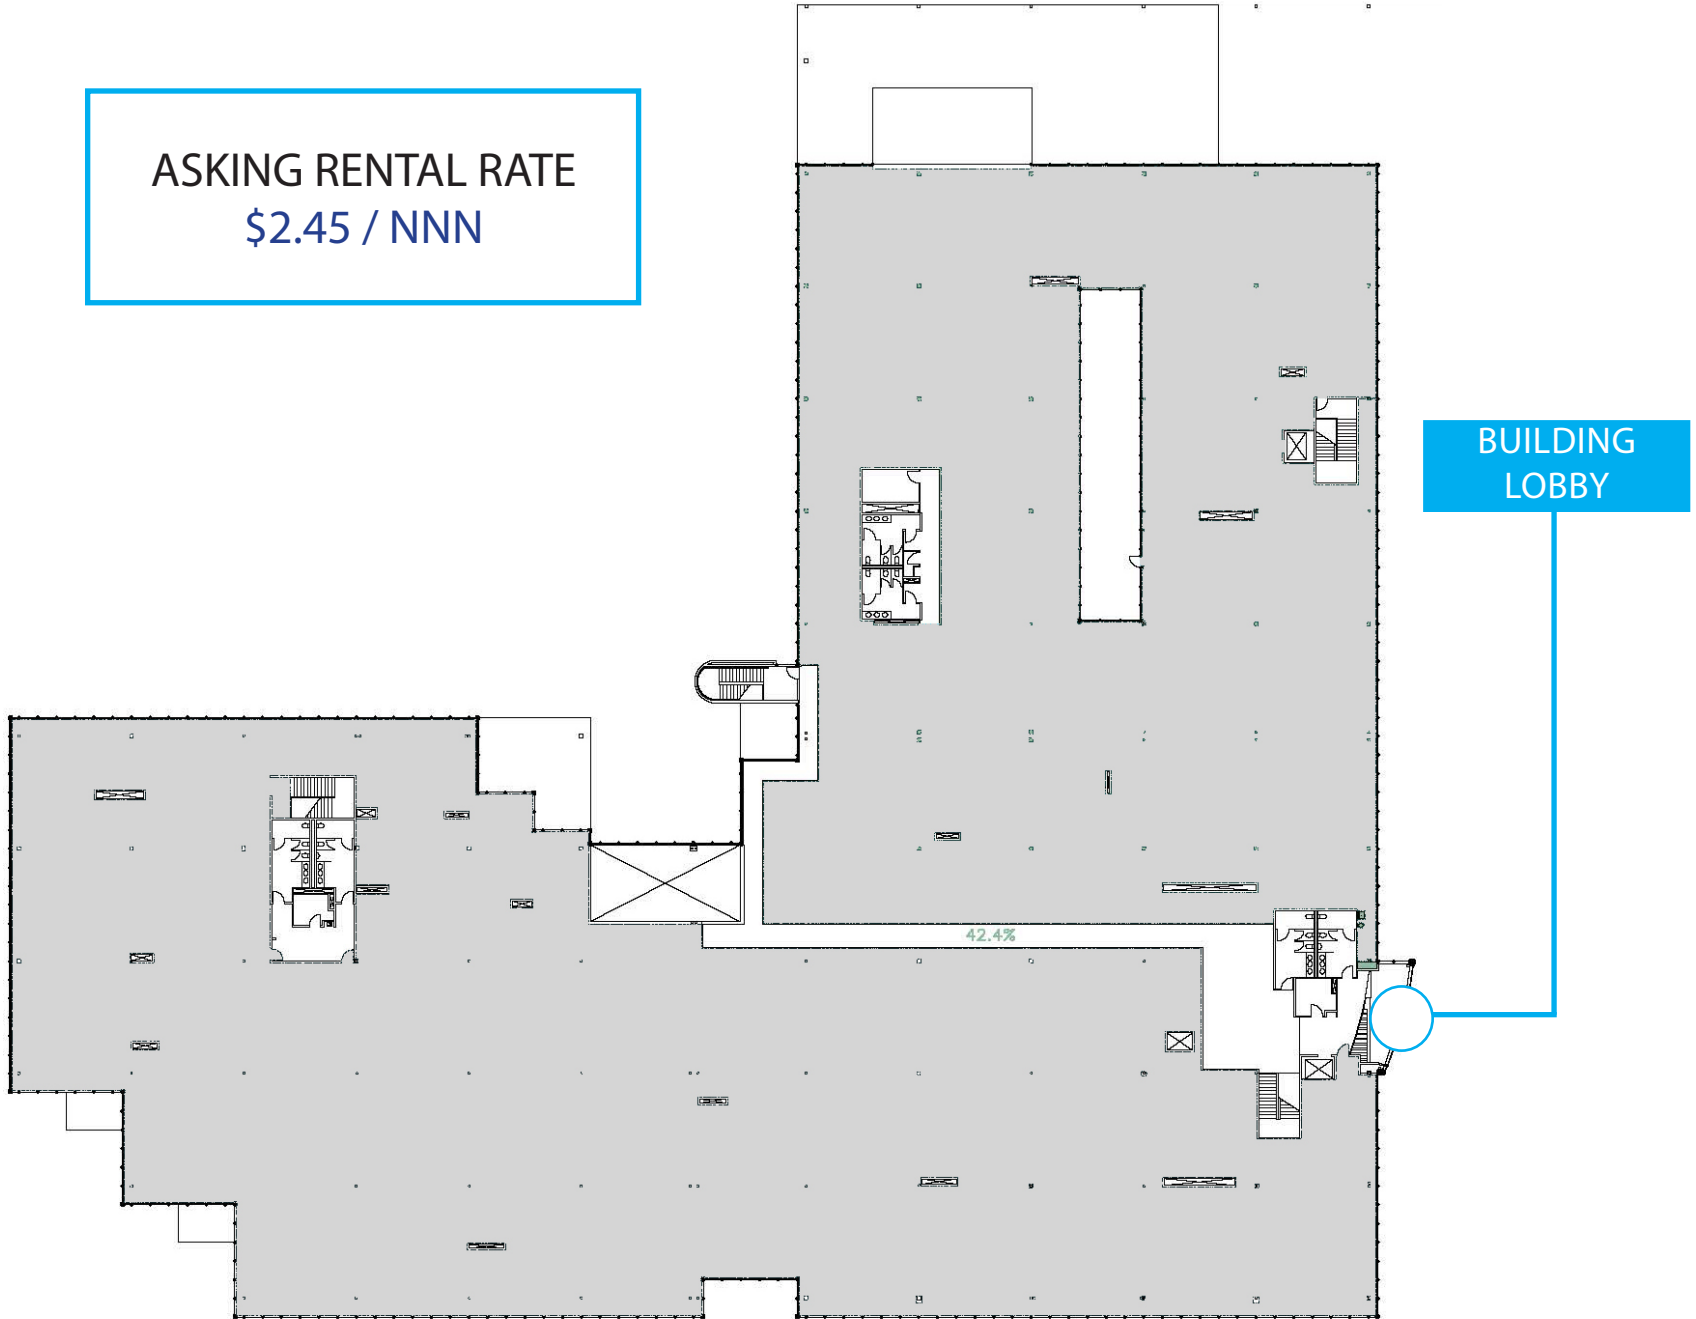 ASKING RENTAL RATE
$2.45 / NNN
BUILDING
LOBBY
42.4%